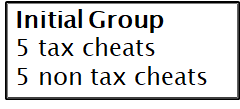 Initial Group
5 tax cheats
5 non tax cheats